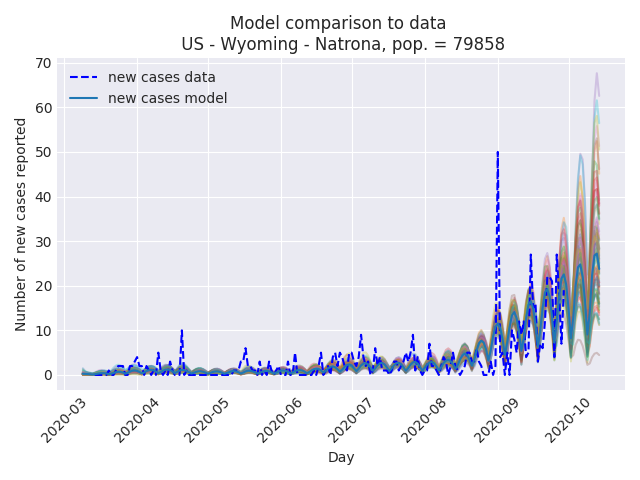 Model comparison to data
US - Wyoming - Natrona, pop. = 79858
70
60
50
40
30
20
10
0
Number of new cases reported
new cases data
new cases model
2020-03
2020-04
2020-05
2020-06
2020-07
2020-08
2020-09
2020-10
Day